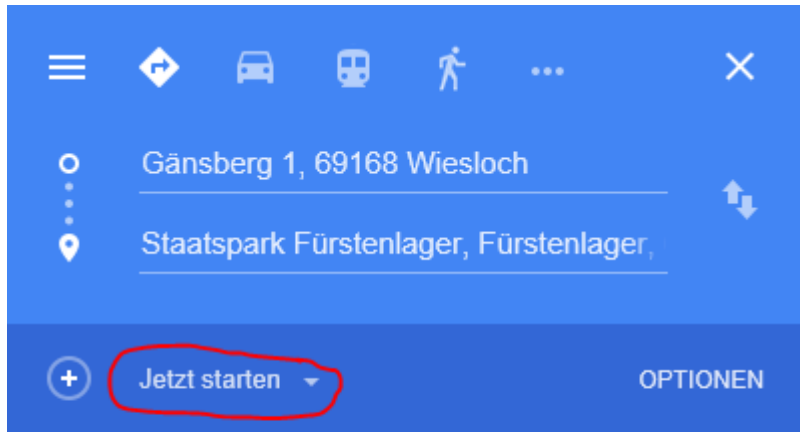 Gänsberg 1, 69168 Wiesloch
Staatspark Fürstenlager, Fürstenlager,
Jetzt starten
OPTIONEN